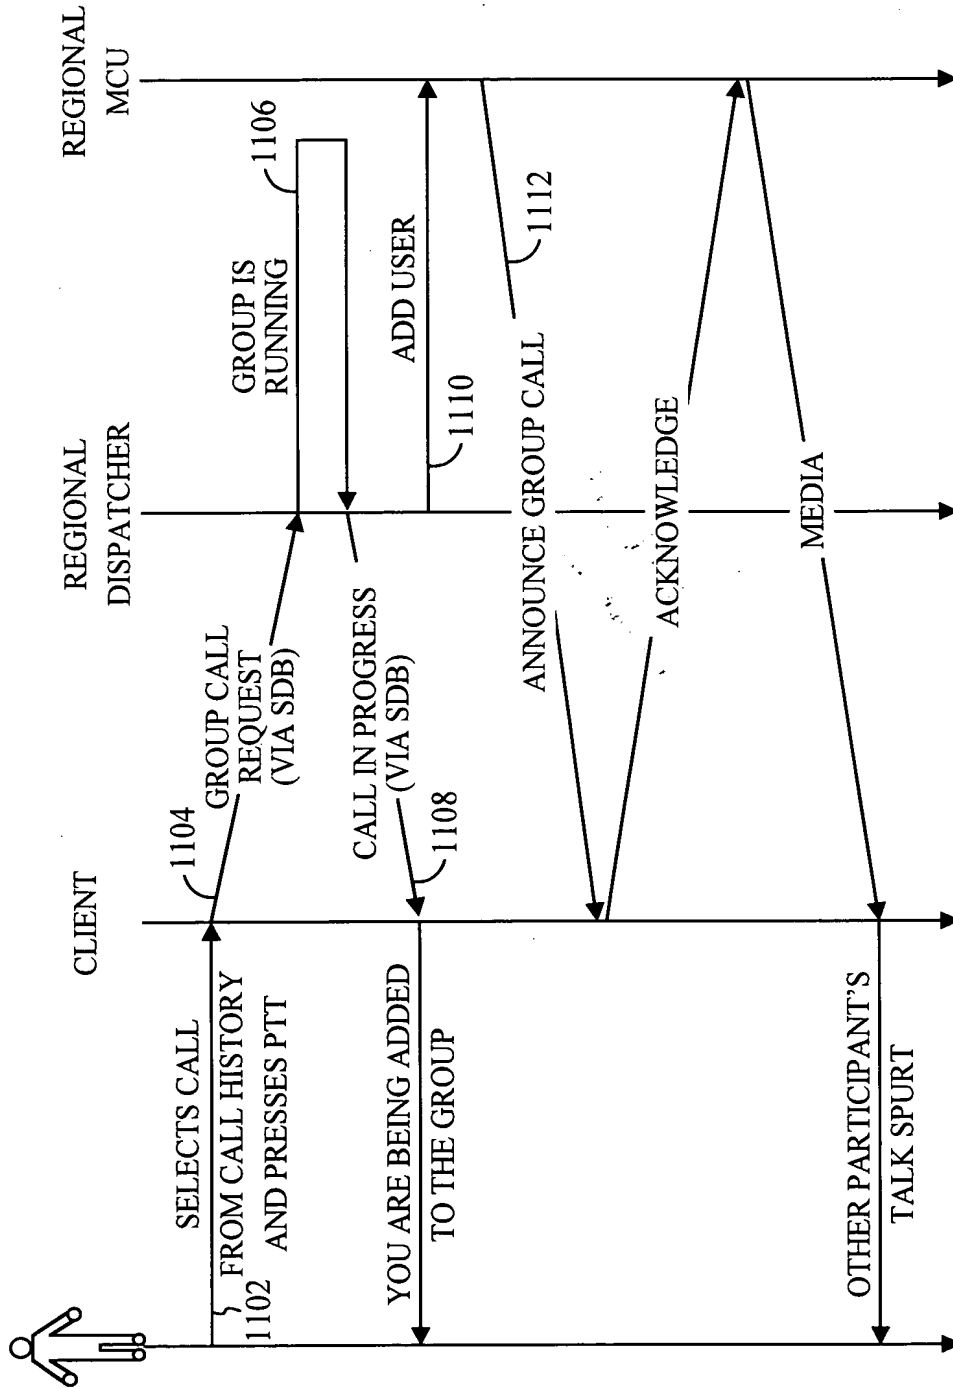 CLIENT
REGIONAL
DISPATCHER
REGIONAL
MCU
SELECTS CALL
FROM CALL HISTORY
AND PRESSES PTT
1102
1104
GROUP CALL
REQUEST
(VIA SDB)
GROUP IS
RUNNING
1106
CALL IN PROGRESS
(VIA SDB)
1108
YOU ARE BEING ADDED
TO THE GROUP
ADD USER
1110
ANNOUNCE GROUP CALL
1112
ACKNOWLEDGE
MEDIA
OTHER PARTICIPANT'S
TALK SPURT